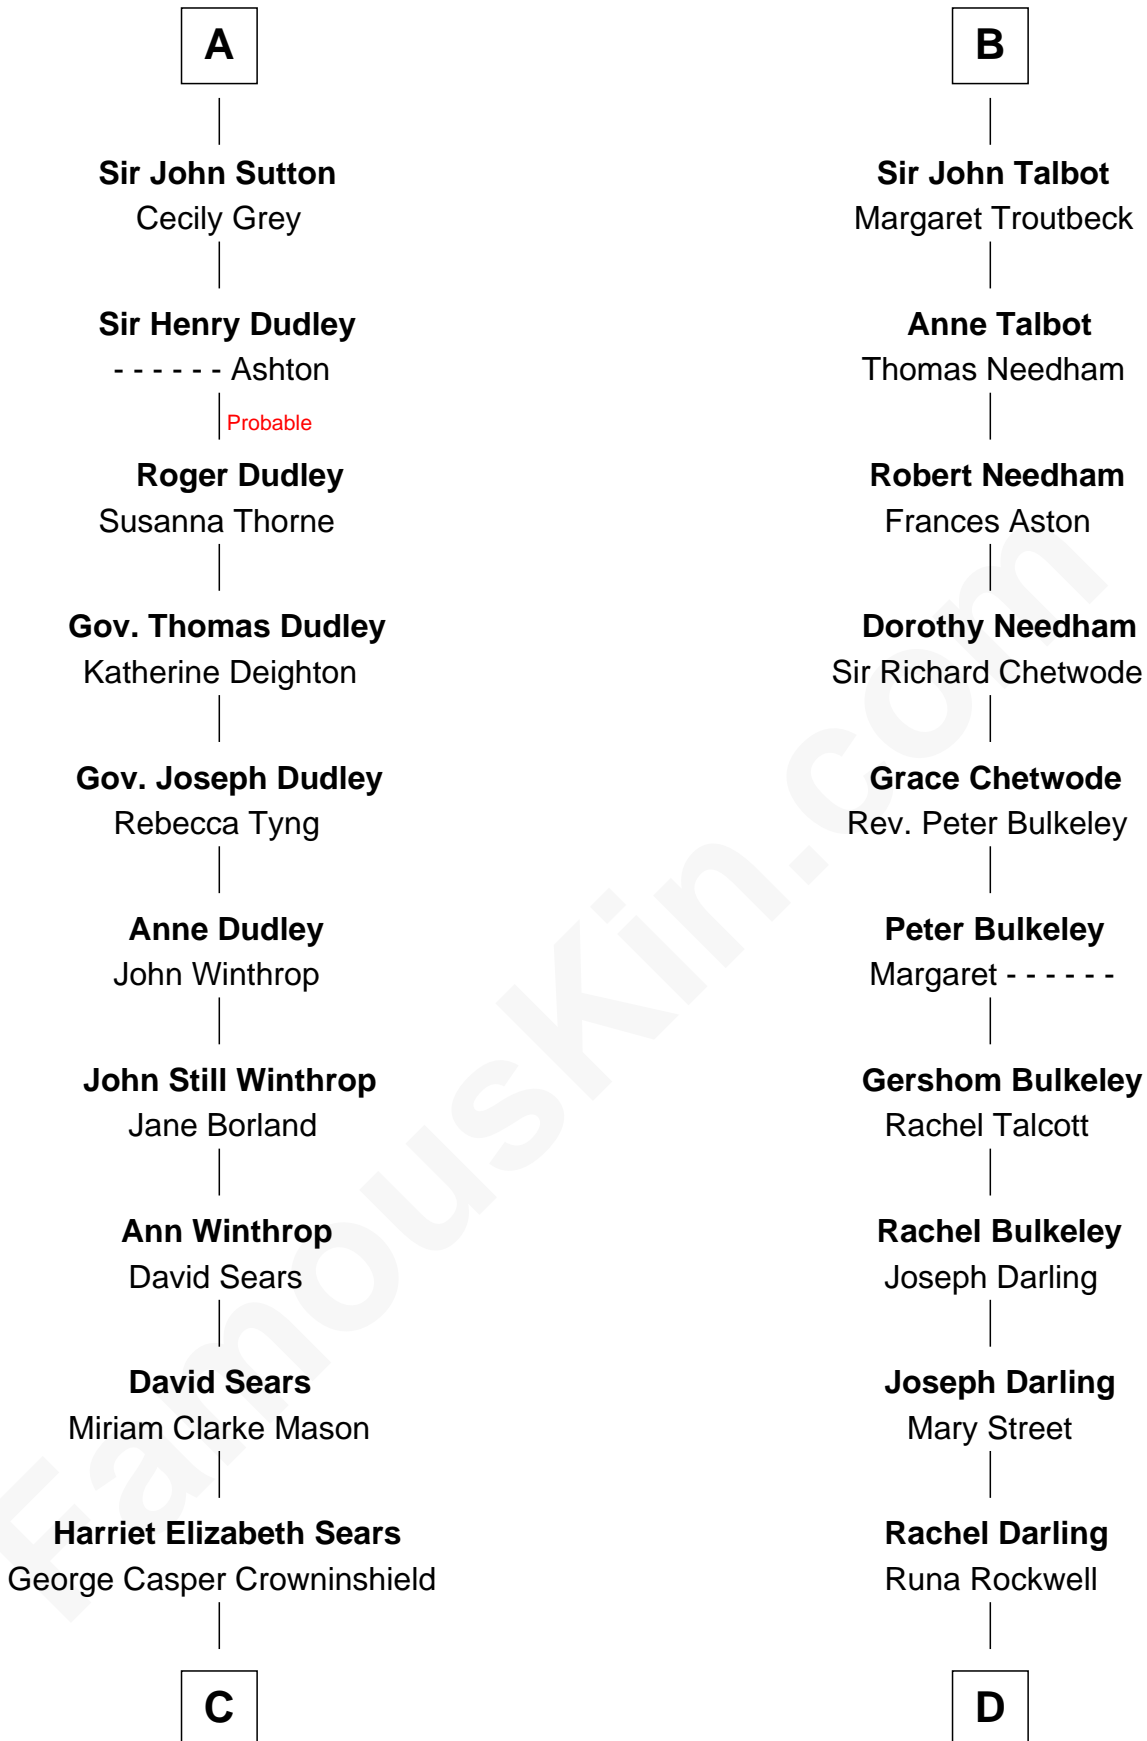 A
Sir John Sutton
Cecily Grey
Sir Henry Dudley
- - - - - - Ashton
Probable
Roger Dudley
Susanna Thorne
Gov. Thomas Dudley
Katherine Deighton
Gov. Joseph Dudley
Rebecca Tyng
Anne Dudley
John Winthrop
John Still Winthrop
Jane Borland
Ann Winthrop
David Sears
David Sears
Miriam Clarke Mason
Harriet Elizabeth Sears
George Casper Crowninshield
C
B
Sir John Talbot
Margaret Troutbeck
Anne Talbot
Thomas Needham
Robert Needham
Frances Aston
Dorothy Needham
Sir Richard Chetwode
Grace Chetwode
Rev. Peter Bulkeley
Peter Bulkeley
Margaret - - - - - -
Gershom Bulkeley
Rachel Talcott
Rachel Bulkeley
Joseph Darling
Joseph Darling
Mary Street
Rachel Darling
Runa Rockwell
D
FamousKin.com